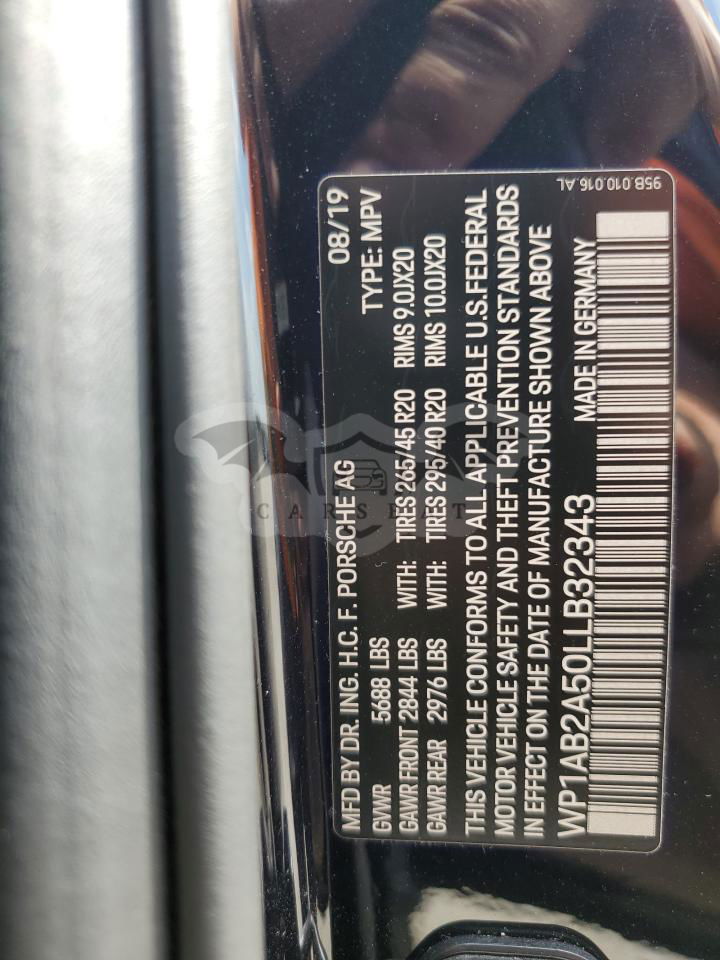 MFD BY DR. ING. H.C. F. PORSCHE AG 08/19
GVWR 5688 LBS TYPE: MPV
GAWR FRONT 2844 LBS WITH: TIRES 265/45 R20 RIMS 9.0JX20
GAWR REAR 2976 LBS WITH: TIRES 295/40 R20 RIMS 10.0JX20
THIS VEHICLE CONFORMS TO ALL APPLICABLE U.S.FEDERAL
MOTOR VEHICLE SAFETY AND THEFT PREVENTION STANDARDS
IN EFFECT ON THE DATE OF MANUFACTURE SHOWN ABOVE
WP1AB2A50LLB32343 MADE IN GERMANY
95B.010.016.AL
CARSBAT